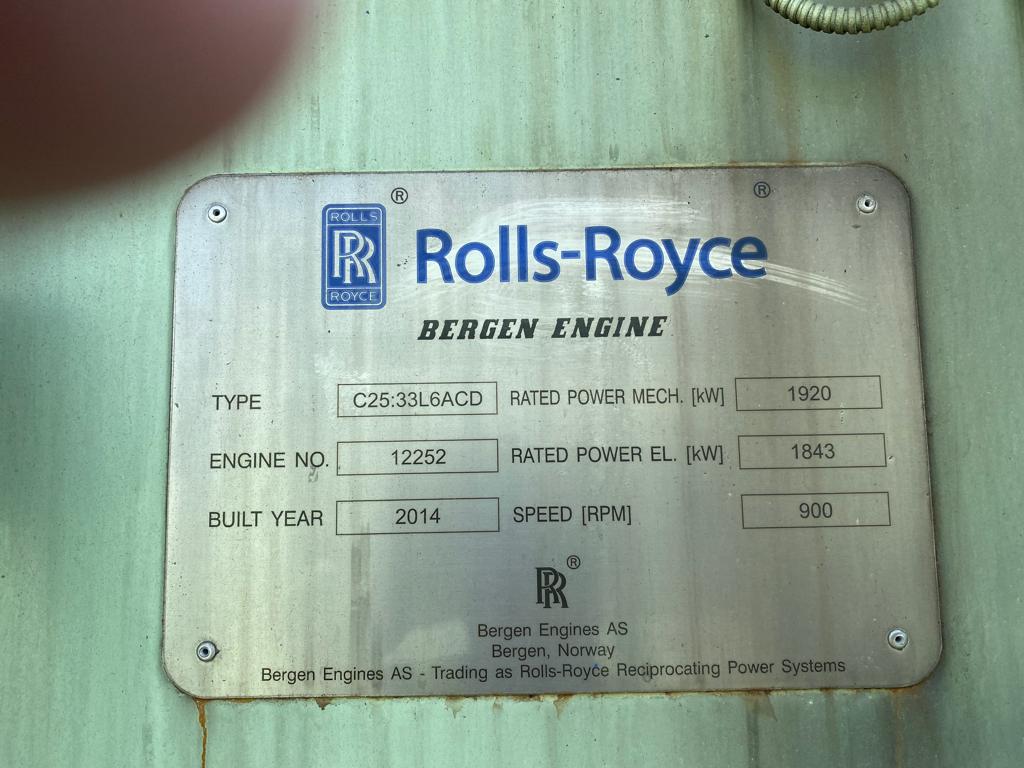 ROLLS
RR
ROYCE
®
Rolls-Royce ®
BERGEN ENGINE
TYPE C25:33L6ACD RATED POWER MECH. [kW] 1920
ENGINE NO. 12252 RATED POWER EL. [kW] 1843
BUILT YEAR 2014 SPEED [RPM] 900
RR ®
Bergen Engines AS
Bergen, Norway
Bergen Engines AS - Trading as Rolls-Royce Reciprocating Power Systems